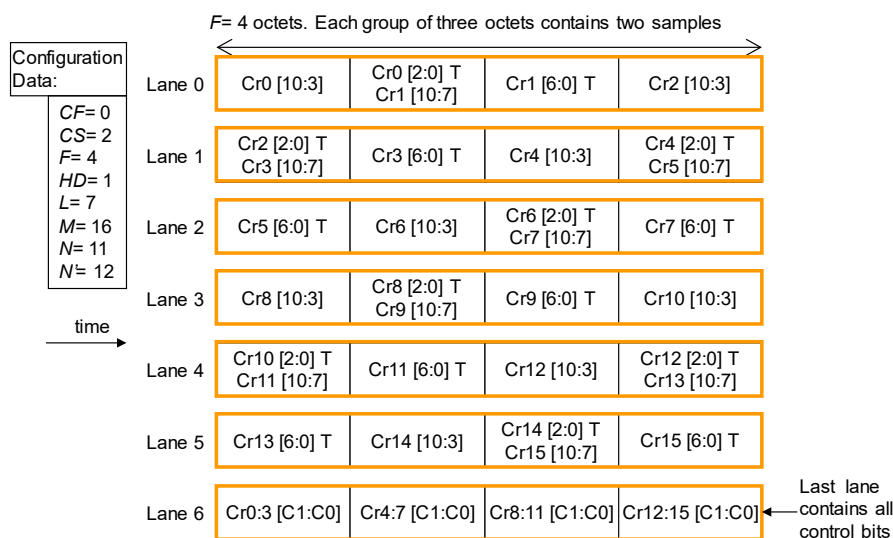 F= 4 octets. Each group of three octets contains two samples
Configuration
Data:
CF= 0
CS= 2
F= 4
HD= 1
L= 7
M= 16
N= 11
N'= 12
time
Lane 0
Cr0 [10:3]
Cr0 [2:0] T
Cr1 [10:7]
Cr1 [6:0] T
Cr2 [10:3]
Lane 1
Cr2 [2:0] T
Cr3 [10:7]
Cr3 [6:0] T
Cr4 [10:3]
Cr4 [2:0] T
Cr5 [10:7]
Lane 2
Cr5 [6:0] T
Cr6 [10:3]
Cr6 [2:0] T
Cr7 [10:7]
Cr7 [6:0] T
Lane 3
Cr8 [10:3]
Cr8 [2:0] T
Cr9 [10:7]
Cr9 [6:0] T
Cr10 [10:3]
Lane 4
Cr10 [2:0] T
Cr11 [10:7]
Cr11 [6:0] T
Cr12 [10:3]
Cr12 [2:0] T
Cr13 [10:7]
Lane 5
Cr13 [6:0] T
Cr14 [10:3]
Cr14 [2:0] T
Cr15 [10:7]
Cr15 [6:0] T
Lane 6
Cr0:3 [C1:C0]
Cr4:7 [C1:C0]
Cr8:11 [C1:C0]
Cr12:15 [C1:C0]
Last lane
contains all
control bits